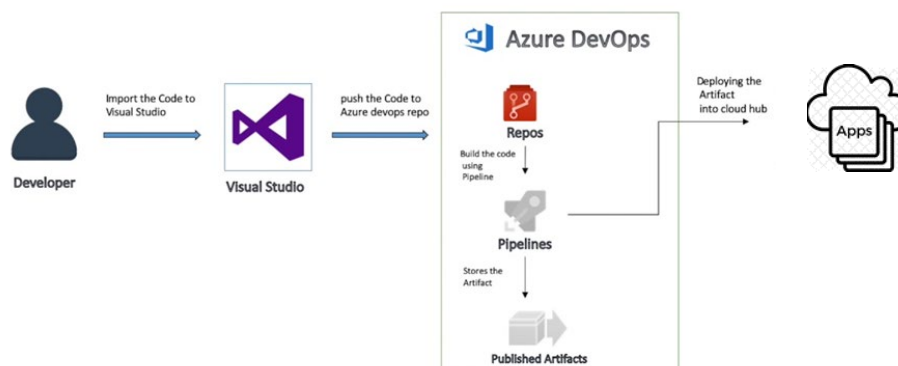 Azure DevOps
Import the Code to
Visual Studio
push the Code to
Azure devops repo
Deploying the
Artifact
into cloud hub
Apps
Developer
Visual Studio
Repos
Build the code
using
Pipeline
Pipelines
Stores the
Artifact
Published Artifacts